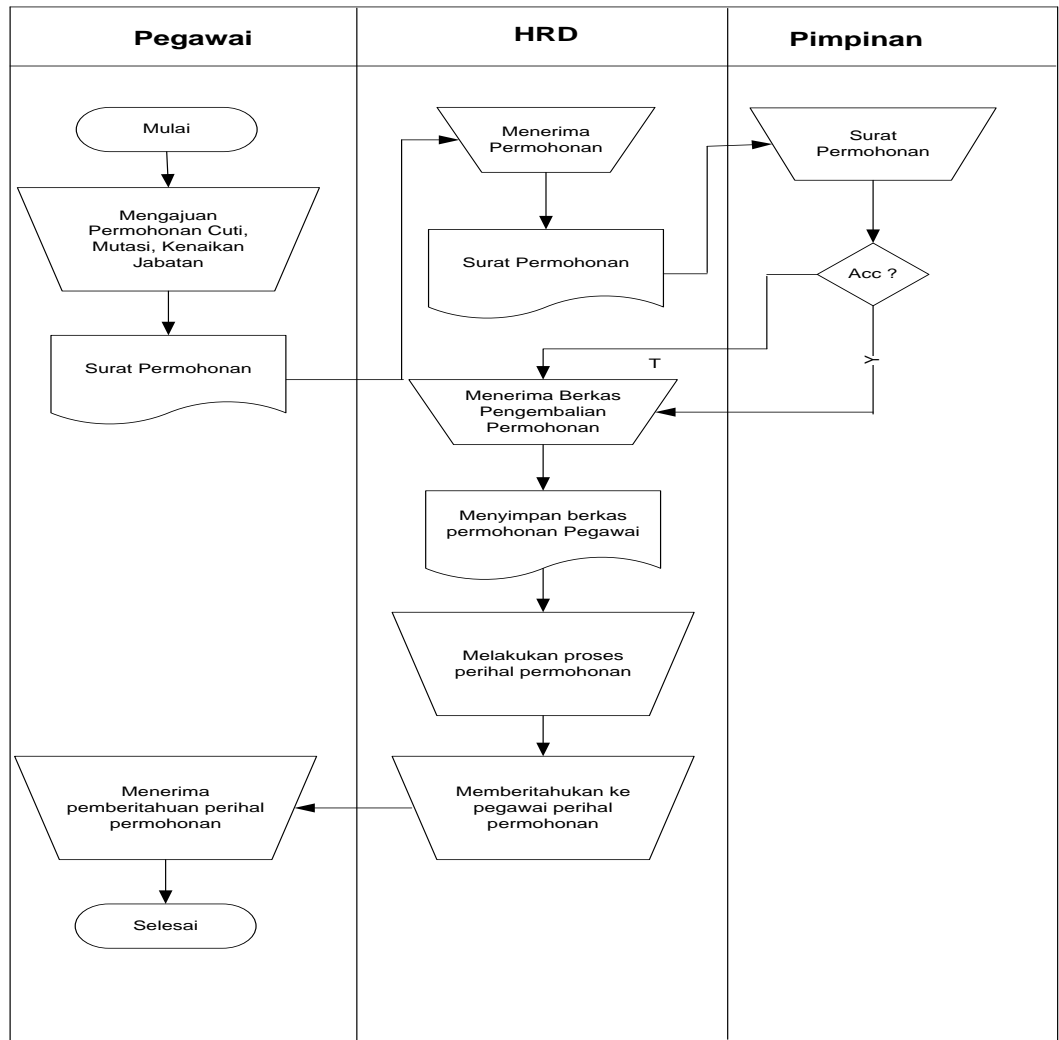 Pegawai
HRD
Pimpinan
Mulai
Mengajuan
Permohonan Cuti,
Mutasi, Kenaikan
Jabatan
Surat Permohonan
Menerima
Permohonan
Surat Permohonan
Surat
Permohonan
Acc ?
T
Y
Menerima Berkas
Pengembalian
Permohonan
Menyimpan berkas
permohonan Pegawai
Melakukan proses
perihal permohonan
Memberitahukan ke
pegawai perihal
permohonan
Menerima
pemberitahuan perihal
permohonan
Selesai